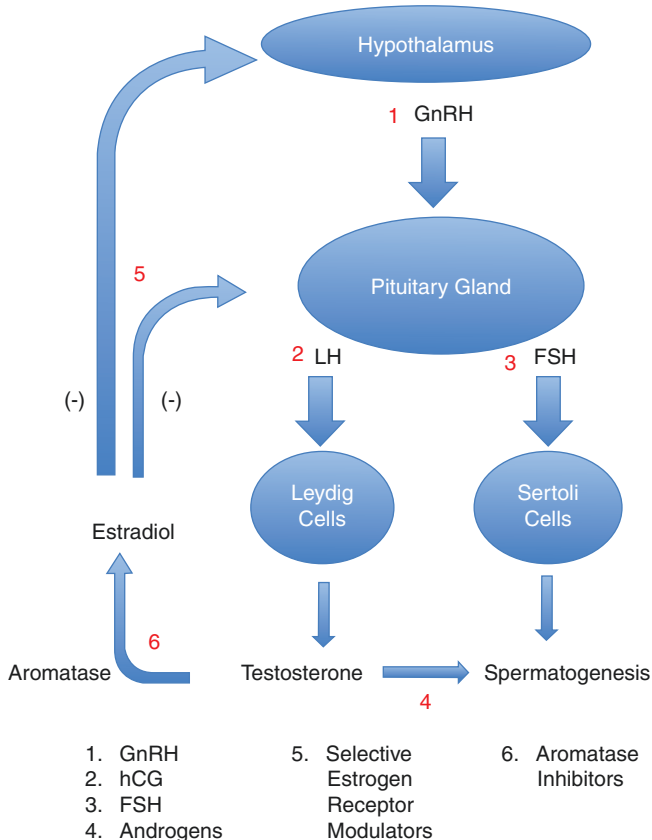 Hypothalamus
1 GnRH
5
Pituitary Gland
2 LH
3 FSH
(-)
(-)
Leydig
Cells
Sertoli
Cells
Estradiol
6
Aromatase
Testosterone
Spermatogenesis
4
1. GnRH
2. hCG
3. FSH
4. Androgens
5. Selective
Estrogen
Receptor
Modulators
6. Aromatase
Inhibitors